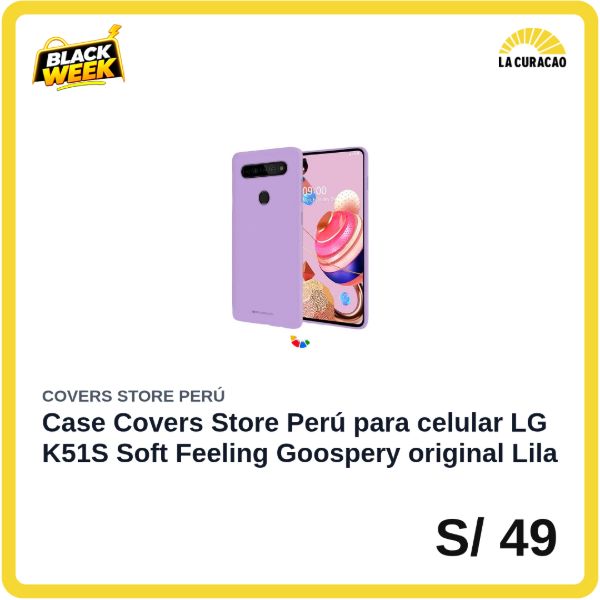 BLACK
WEEK
LA CURACAO
09:00
COVERS STORE PERÚ
Case Covers Store Perú para celular LG
K51S Soft Feeling Goospery original Lila
S/ 49